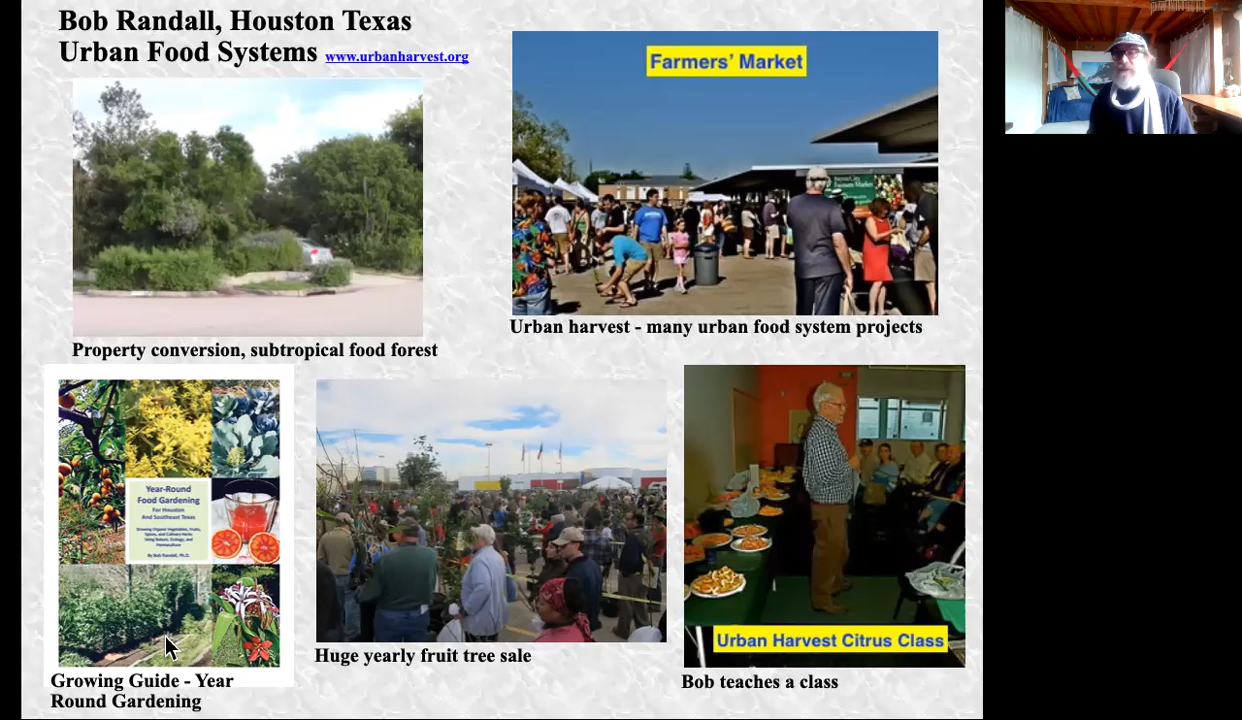 Bob Randall, Houston Texas
Urban Food Systems www.urbanharvest.org
Farmers' Market
Farmers Market
Property conversion, subtropical food forest
Urban harvest - many urban food system projects
Year-Round
Food Gardening
For Houston
And Southeast Texas
Growing Organic Vegetables, Fruits,
Spices, and Culinary Herbs
Using Nature, Ecology, and
Permaculture
By Bob Randall, Ph.D.
Growing Guide - Year
Round Gardening
Huge yearly fruit tree sale
Urban Harvest Citrus Class
Bob teaches a class